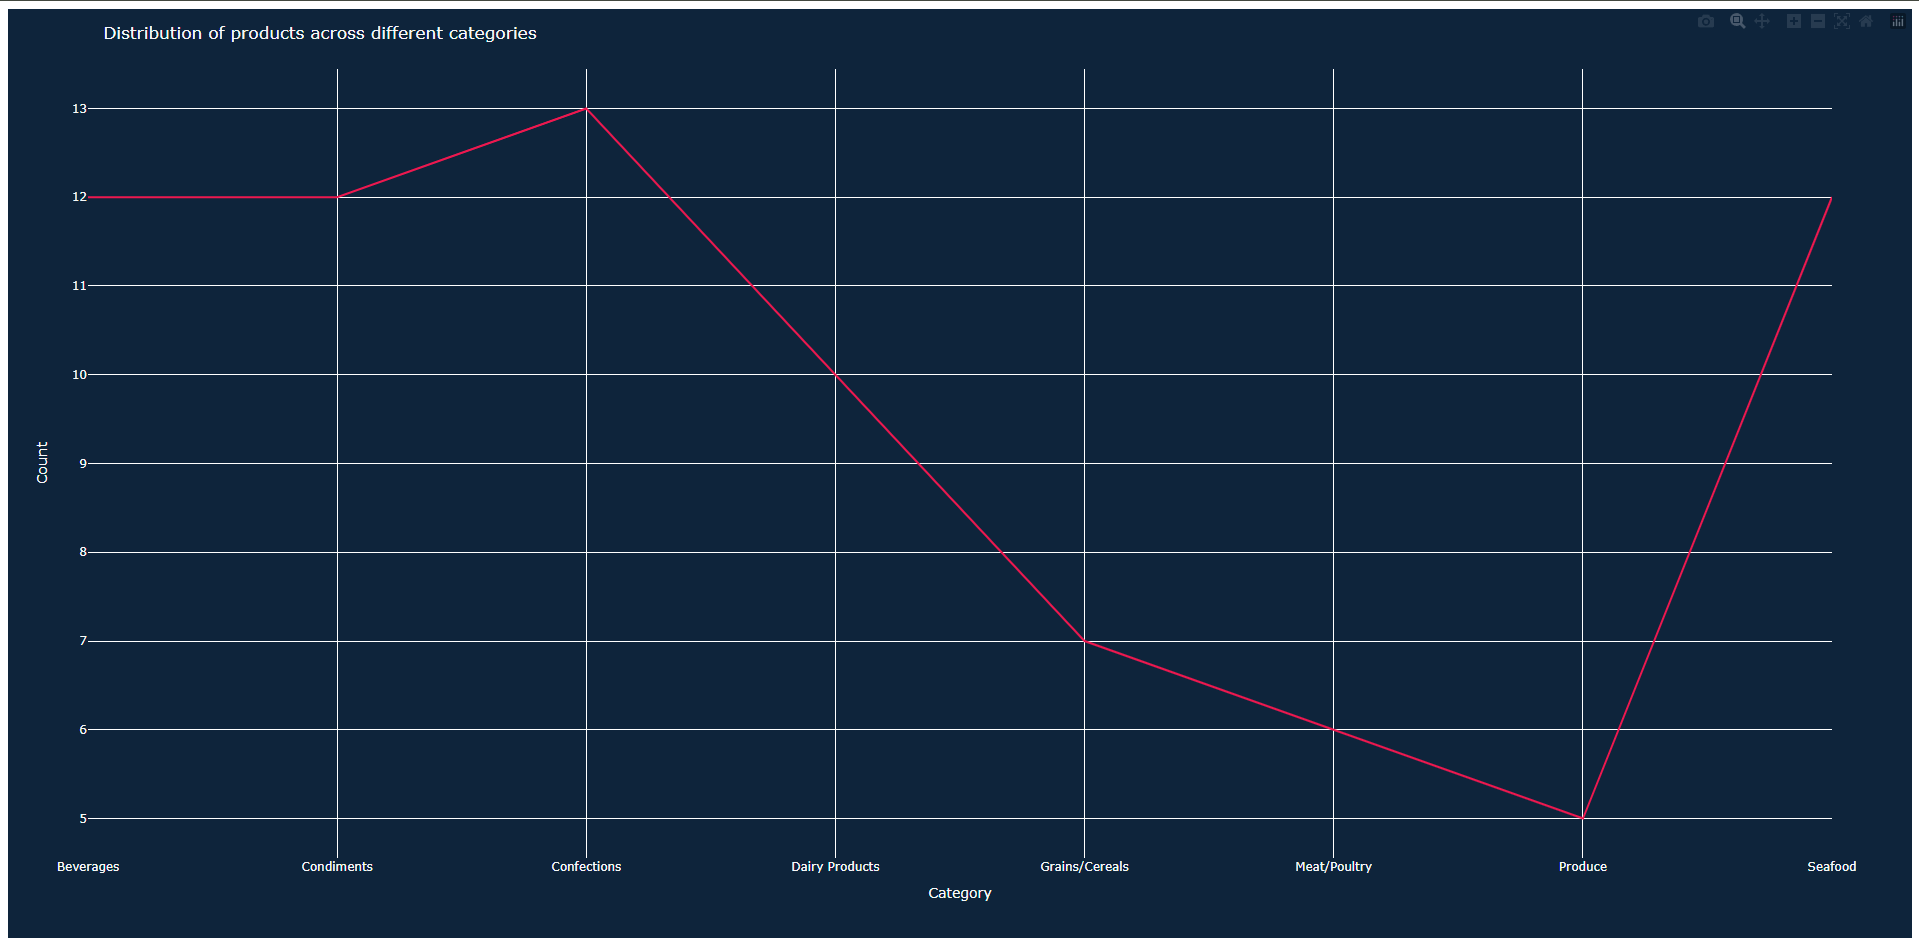 Distribution of products across different categories
13
12
11
10
9
8
7
6
5
Count
Beverages Condiments Confections Dairy Products Grains/Cereals Meat/Poultry Produce Seafood
Category